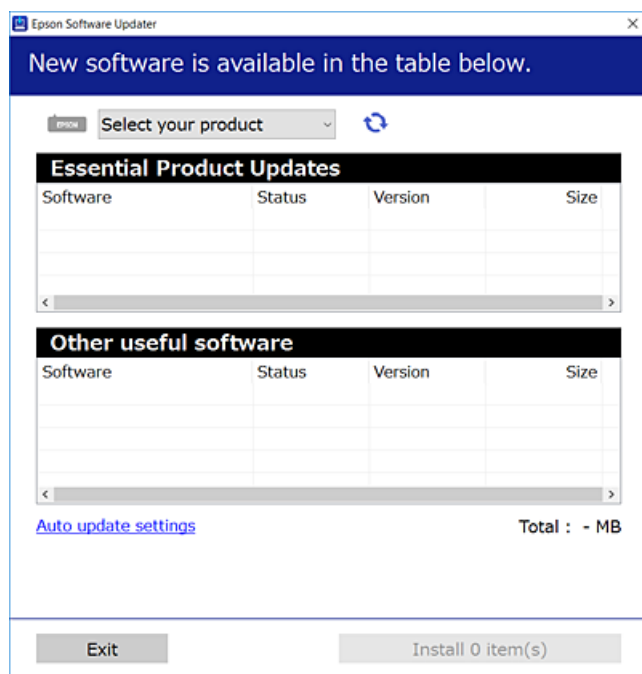 Epson Software Updater
New software is available in the table below.
EPSON Select your product
Essential Product Updates
Software Status Version Size
Other useful software
Software Status Version Size
Auto update settings Total : - MB
Exit Install 0 item(s)